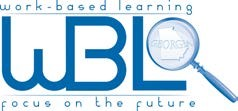 work-based learning
WBL
GEORGIA
focus on the future